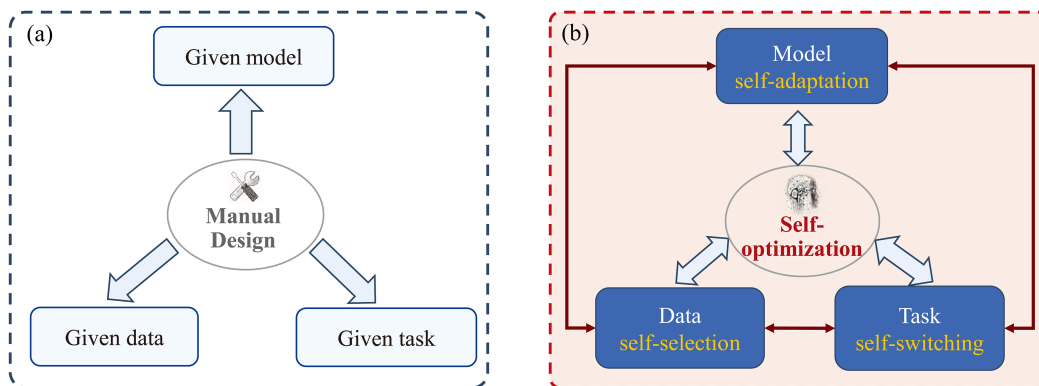 (a)
Given model
Manual
Design
Given data
Given task
(b)
Model
self-adaptation
Self-
optimization
Data
self-selection
Task
self-switching